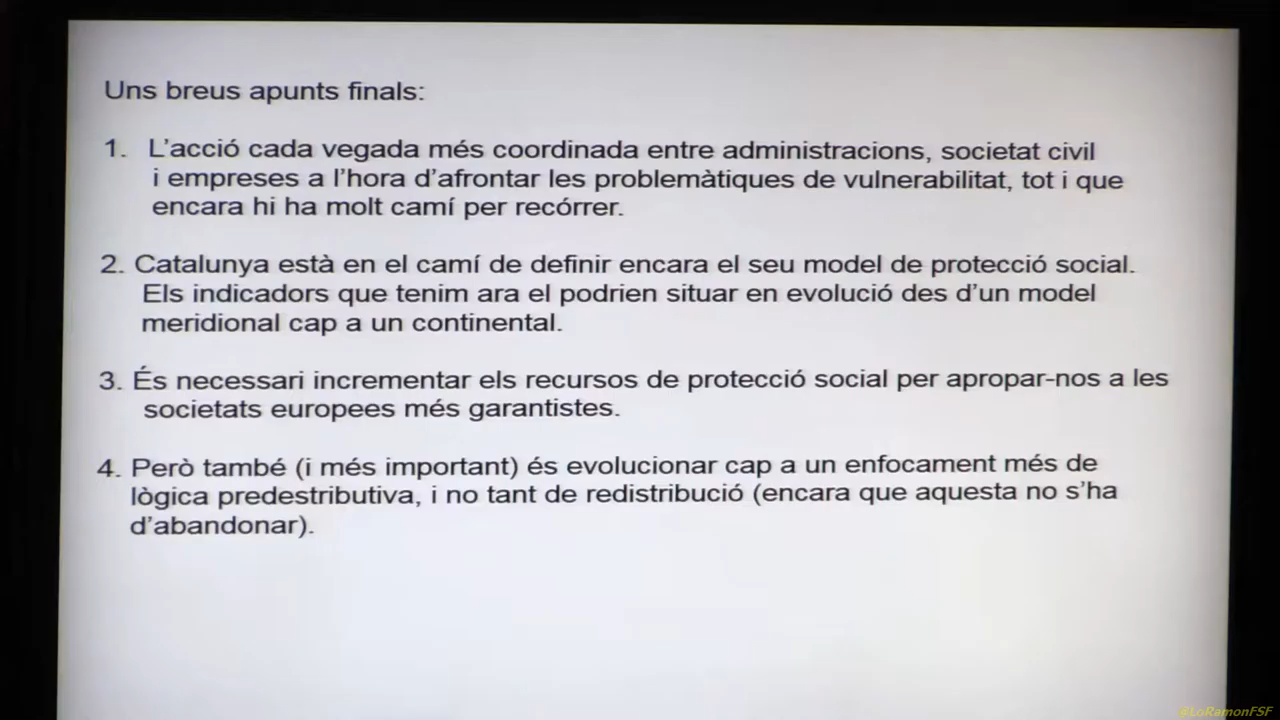 Uns breus apunts finals:
1. L'acció cada vegada més coordinada entre administracions, societat civil
i empreses a l'hora d'afrontar les problemàtiques de vulnerabilitat, tot i que
encara hi ha molt camí per recórrer.
2. Catalunya està en el camí de definir encara el seu model de protecció social.
Els indicadors que tenim ara el podrien situar en evolució des d'un model
meridional cap a un continental.
3. És necessari incrementar els recursos de protecció social per apropar-nos a les
societats europees més garantistes.
4. Però també (i més important) és evolucionar cap a un enfocament més de
lògica predestributiva, i no tant de redistribució (encara que aquesta no s'ha
d'abandonar).
@LoRamonFSF